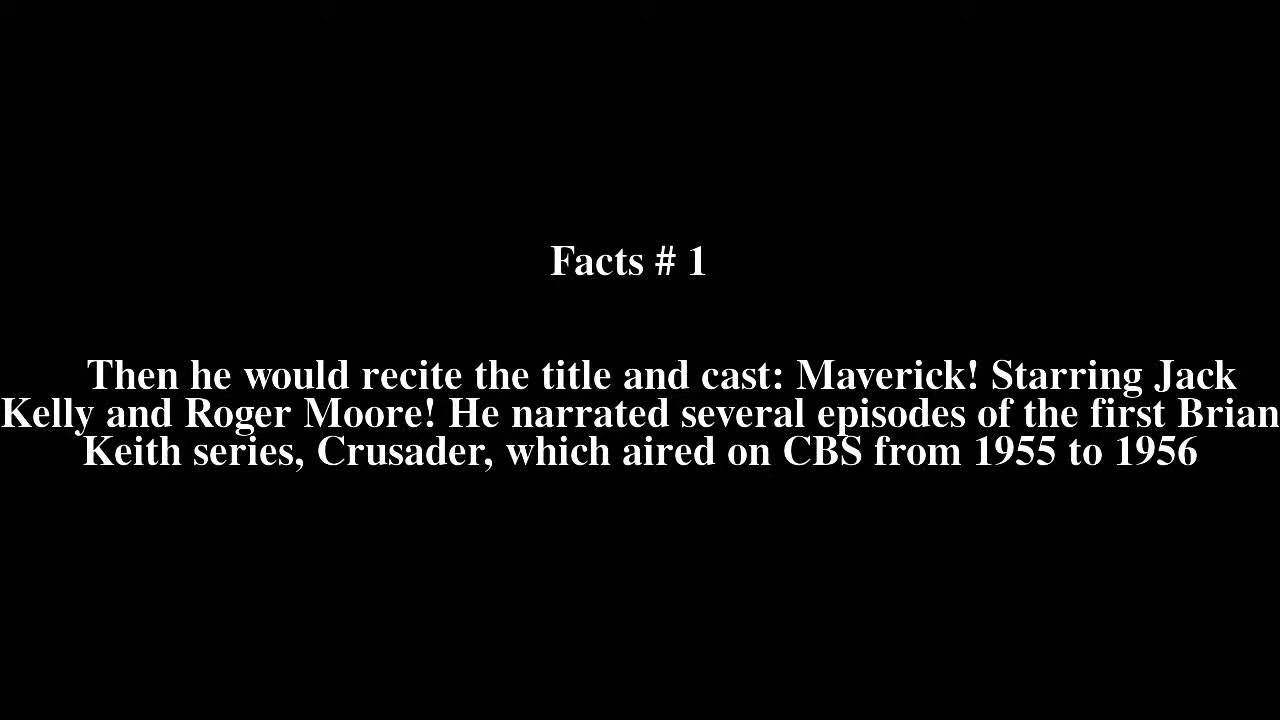 Facts # 1
Then he would recite the title and cast: Maverick! Starring Jack
Kelly and Roger Moore! He narrated several episodes of the first Brian
Keith series, Crusader, which aired on CBS from 1955 to 1956